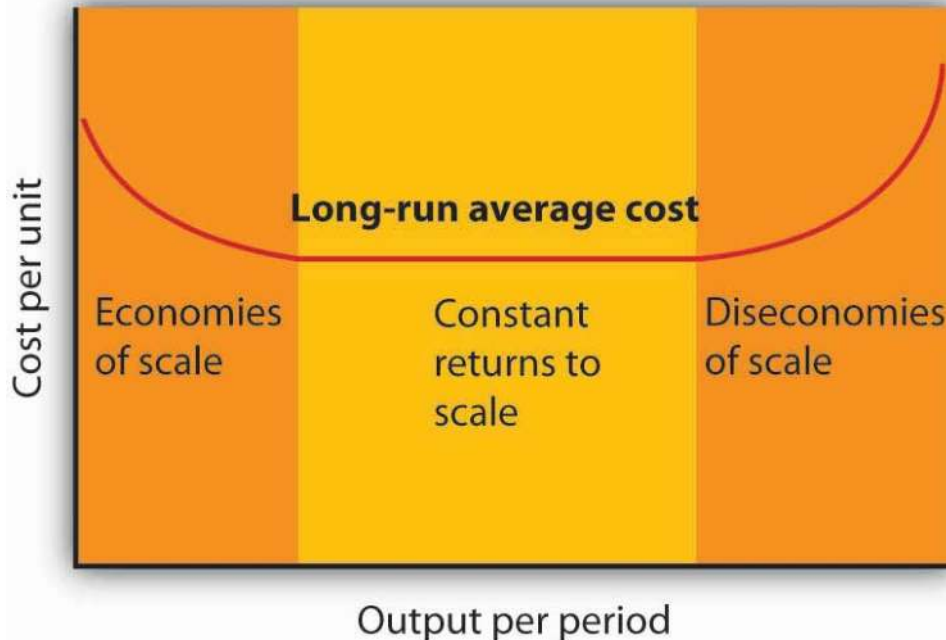 Cost per unit
Long-run average cost
Economies
of scale
Constant
returns to
scale
Diseconomies
of scale
Output per period